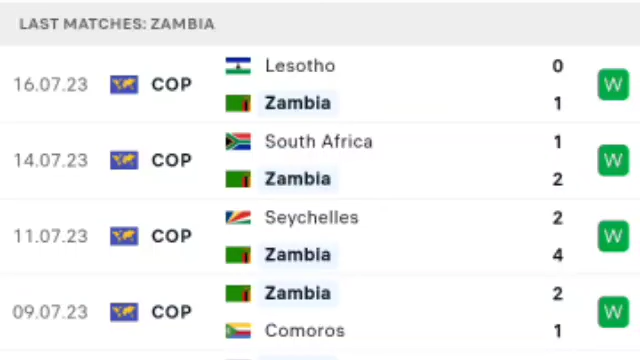 LAST MATCHES: ZAMBIA
Lesotho 0
16.07.23 COP W
Zambia 1
South Africa 1
14.07.23 COP W
Zambia 2
Seychelles 2
11.07.23 COP W
Zambia 4
Zambia 2
09.07.23 COP W
Comoros 1